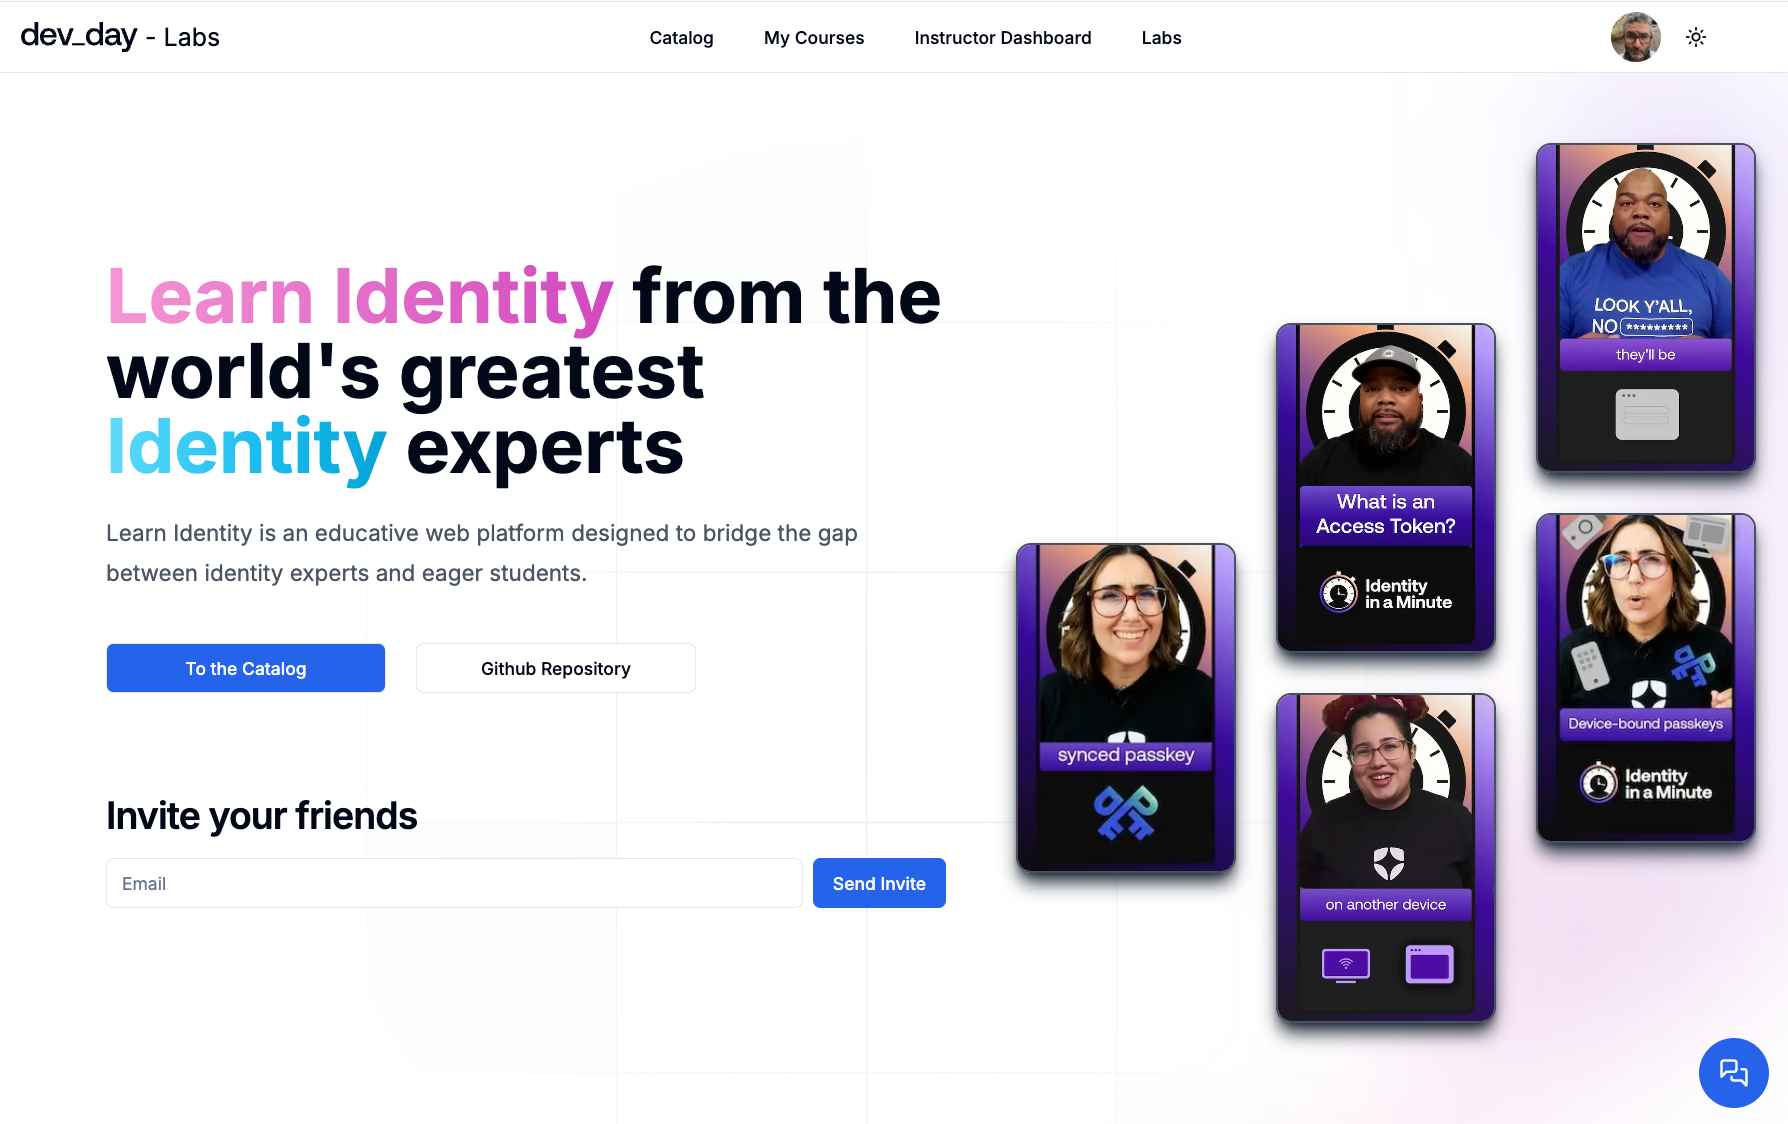 dev_day - Labs
Catalog
My Courses
Instructor Dashboard
Labs
Learn Identity from the
world's greatest
Identity experts
Learn Identity is an educative web platform designed to bridge the gap
between identity experts and eager students.
To the Catalog
Github Repository
Invite your friends
Email
Send Invite
synced passkey
What is an
Access Token?
Identity
in a Minute
on another device
LOOK Y'ALL,
NO *********
they'll be
Device-bound passkeys
Identity
in a Minute